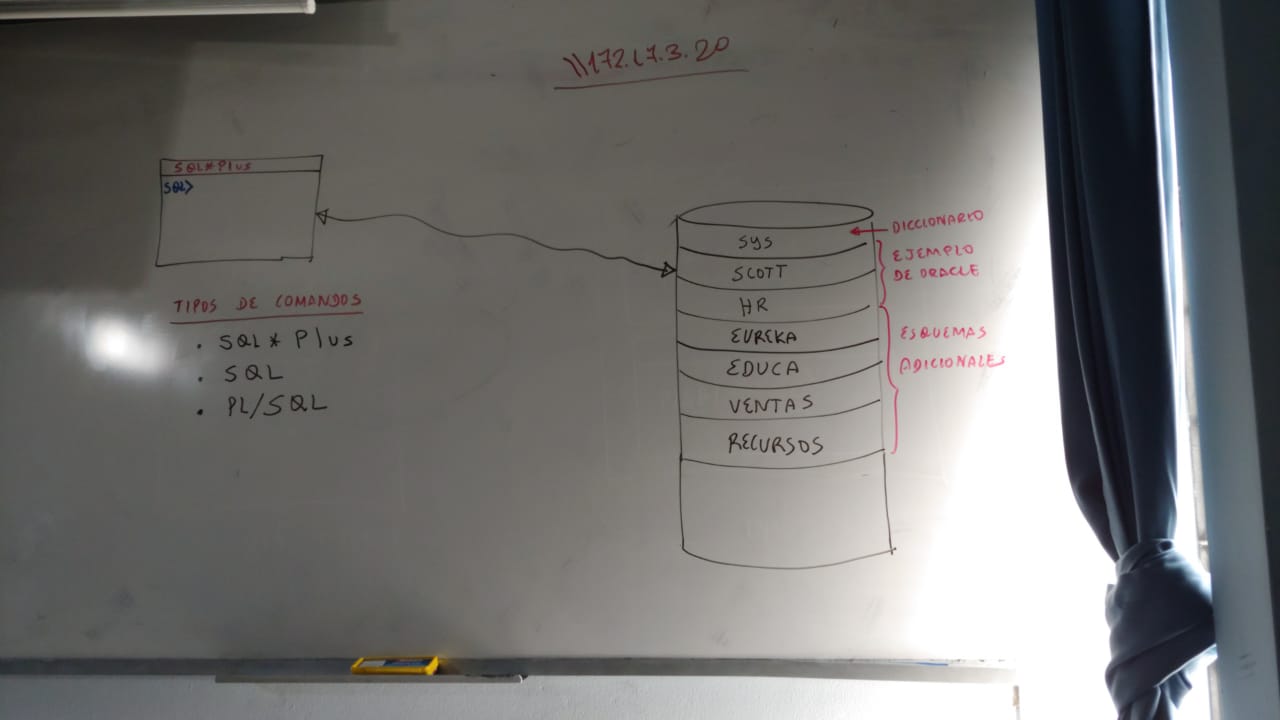 \\172.17.3.20
SQL*Plus
SQL>
TIPOS DE COMANDOS
• SQL* Plus
• SQL
• PL/SQL
SYS
SCOTT
HR
EUREKA
EDUCA
VENTAS
RECURSOS
DICCIONARIO
EJEMPLO
DE ORACLE
ESQUEMAS
ADICIONALES